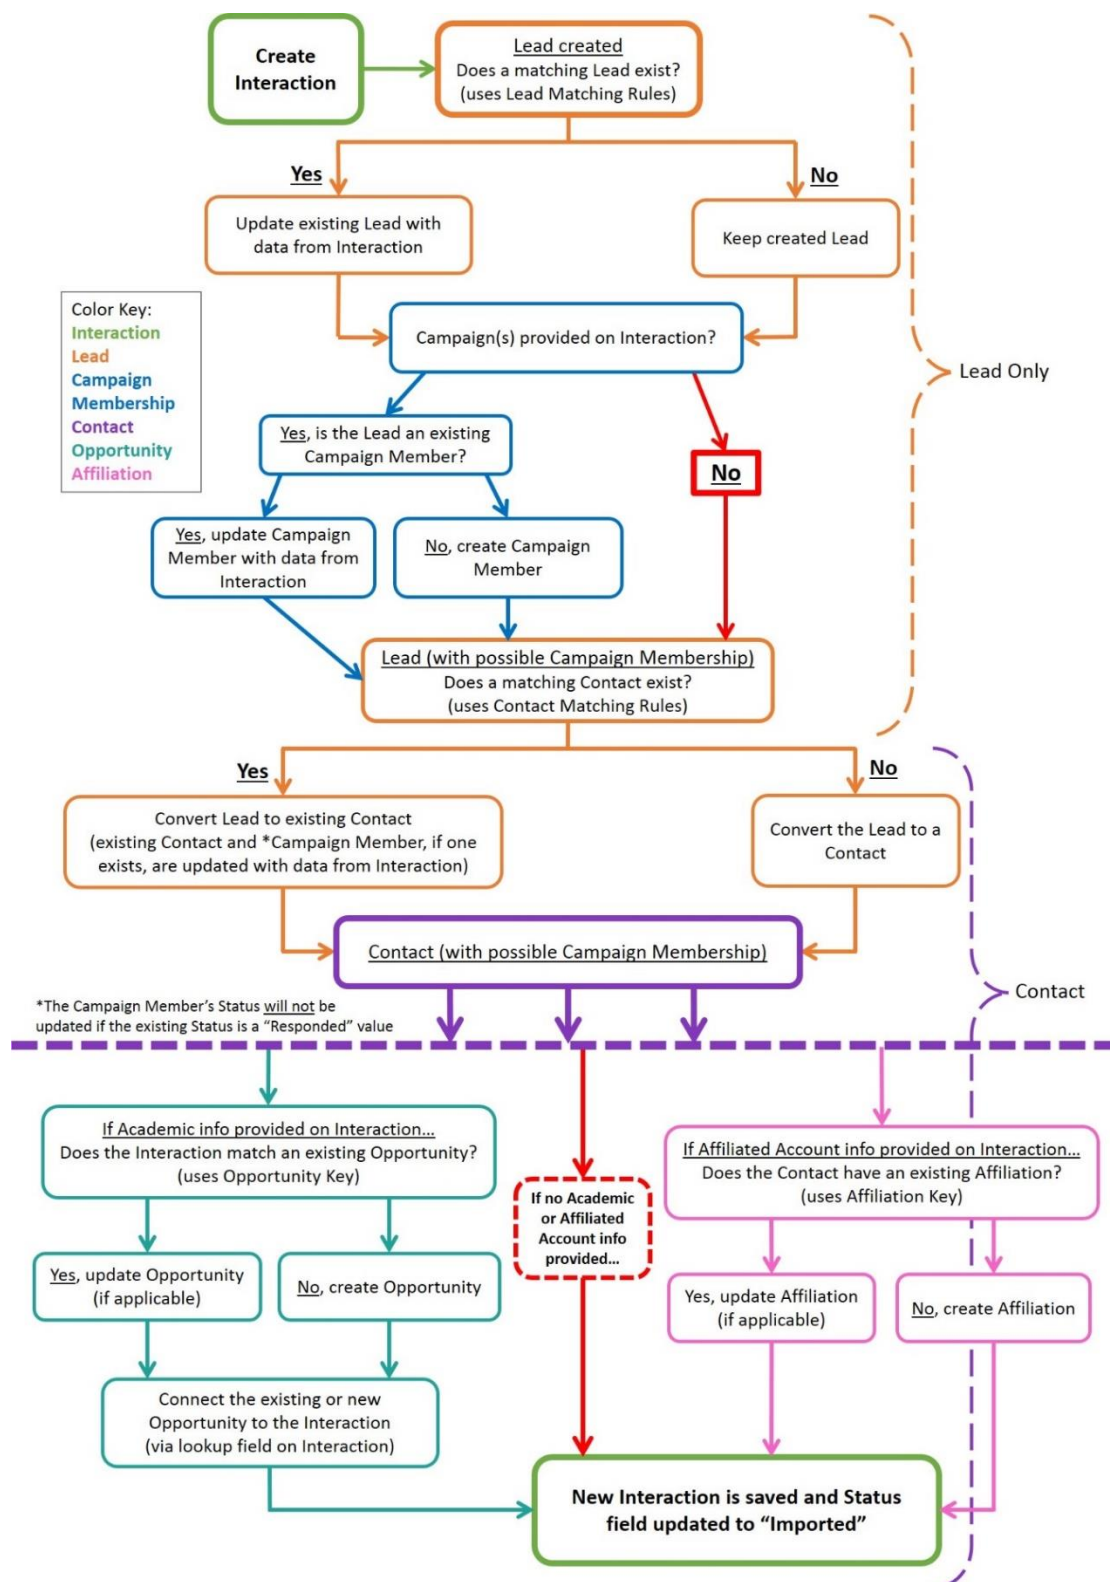 Create
Interaction
Lead created
Does a matching Lead exist?
(uses Lead Matching Rules)
Yes
No
Update existing Lead with
data from Interaction
Keep created Lead
Color Key:
Interaction
Lead
Campaign
Membership
Contact
Opportunity
Affiliation
Campaign(s) provided on Interaction?
Lead Only
Yes, is the Lead an existing
Campaign Member?
No
Yes, update Campaign
Member with data from
Interaction
No, create Campaign
Member
Lead (with possible Campaign Membership)
Does a matching Contact exist?
(uses Contact Matching Rules)
Yes
No
Convert Lead to existing Contact
(existing Contact and *Campaign Member, if one
exists, are updated with data from Interaction)
Convert the Lead to a
Contact
Contact (with possible Campaign Membership)
Contact
*The Campaign Member's Status will not be
updated if the existing Status is a "Responded" value
If Academic info provided on Interaction...
Does the Interaction match an existing Opportunity?
(uses Opportunity Key)
If no Academic
or Affiliated
Account info
provided...
If Affiliated Account info provided on Interaction...
Does the Contact have an existing Affiliation?
(uses Affiliation Key)
Yes, update Opportunity
(if applicable)
No, create Opportunity
Yes, update Affiliation
(if applicable)
No, create Affiliation
Connect the existing or new
Opportunity to the Interaction
(via lookup field on Interaction)
New Interaction is saved and Status
field updated to "Imported"